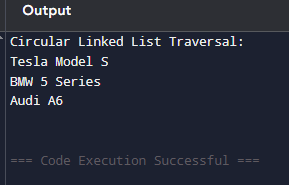 Output
Circular Linked List Traversal:
Tesla Model S
BMW 5 Series
Audi A6
=== Code Execution Successful ===